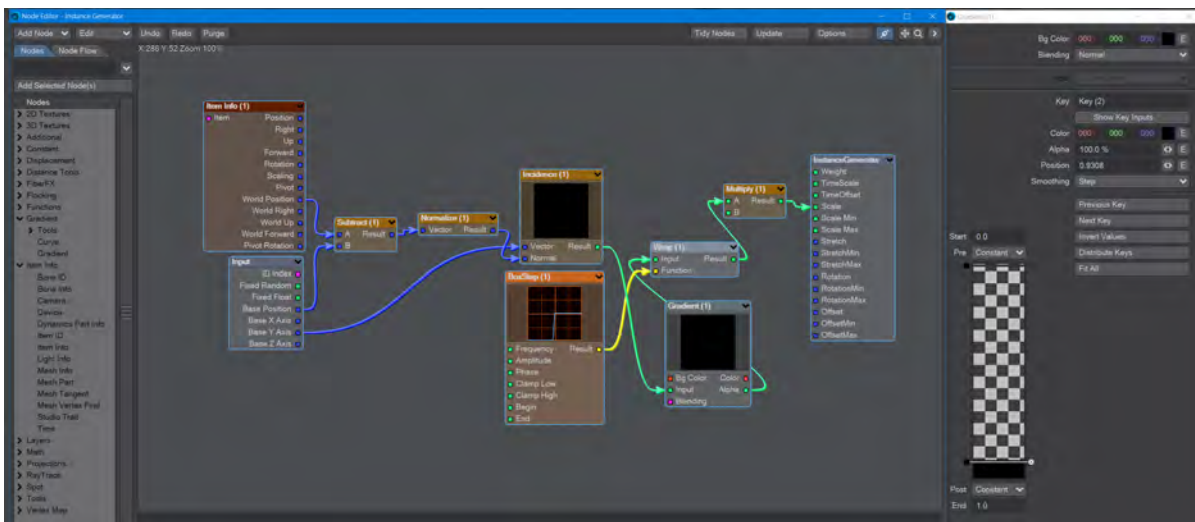 Node Editor - Instance Generator
Add Node
Edit
Undo
Redo
Purge
Tidy Nodes
Update
Options
Nodes
Node Flow
X:288 Y:52 Zoom:100%
Add Selected Node(s)
Nodes
2D Textures
3D Textures
Additional
Constant
Displacement
Distance Tools
FiberFX
Flocking
Functions
Gradient
Tools
Curve
Gradient
Item Info
Bone ID
Bone Info
Camera
Device
Dynamics Part Info
Item ID
Item Info
Light Info
Mesh Info
Mesh Part
Mesh Tangent
Mesh Vertex Pixel
Studio Trait
Time
Layers
Math
Projections
RayTrace
Spot
Tools
Vertex Map
Item Info (1)
Item
Position
Right
Up
Forward
Rotation
Scaling
Pivot
World Position
World Right
World Up
World Forward
Pivot Rotation
Input
ID Index
Fixed Random
Fixed Float
Base Position
Base X Axis
Base Y Axis
Base Z Axis
Subtract (1)
A Result
B
Normalize (1)
Vector Result
Incidence (1)
Vector Result
Normal
BoxStep (1)
Frequency Result
Amplitude
Phase
Clamp Low
Clamp High
Begin
End
Wrap (1)
Input Result
Function
Gradient (1)
Bg Color Color
Input Alpha
Blending
Multiply (1)
A Result
B
InstanceGenerator
Weight
TimeScale
TimeOffset
Scale
Scale Min
Scale Max
Stretch
StretchMin
StretchMax
Rotation
RotationMin
RotationMax
Offset
OffsetMin
OffsetMax
Gradient (1)
Bg Color 000 000 000 E
Blending Normal
Key Key (2)
Show Key Inputs
Color 000 000 000 E
Alpha 100.0 % E
Position 0.9308 E
Smoothing Step
Previous Key
Next Key
Invert Values
Distribute Keys
Fit All
Start 0.0
Pre Constant
Post Constant
End 1.0